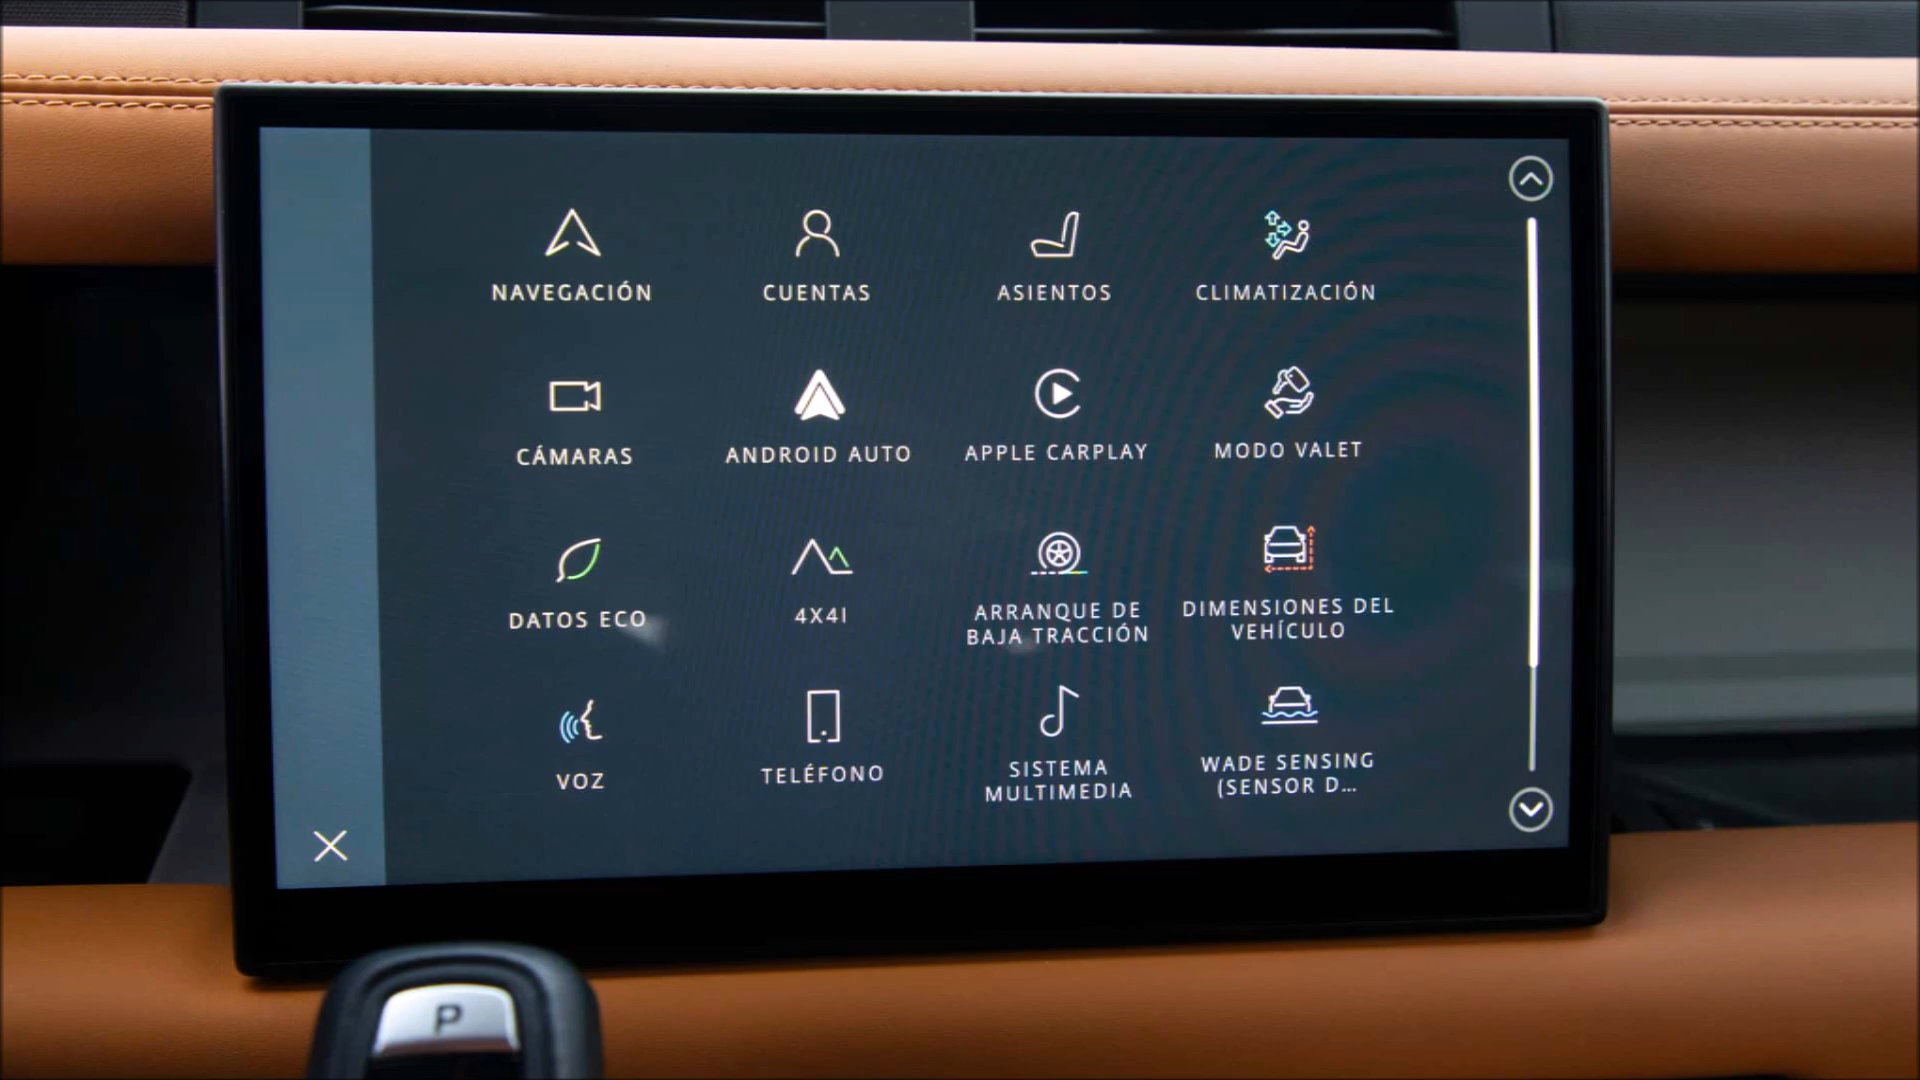 NAVEGACIÓN
CUENTAS
ASIENTOS
CLIMATIZACIÓN
CÁMARAS
ANDROID AUTO
APPLE CARPLAY
MODO VALET
DATOS ECO
4X4I
ARRANQUE DE
BAJA TRACCIÓN
DIMENSIONES DEL
VEHÍCULO
VOZ
TELÉFONO
SISTEMA
MULTIMEDIA
WADE SENSING
(SENSOR D...
P